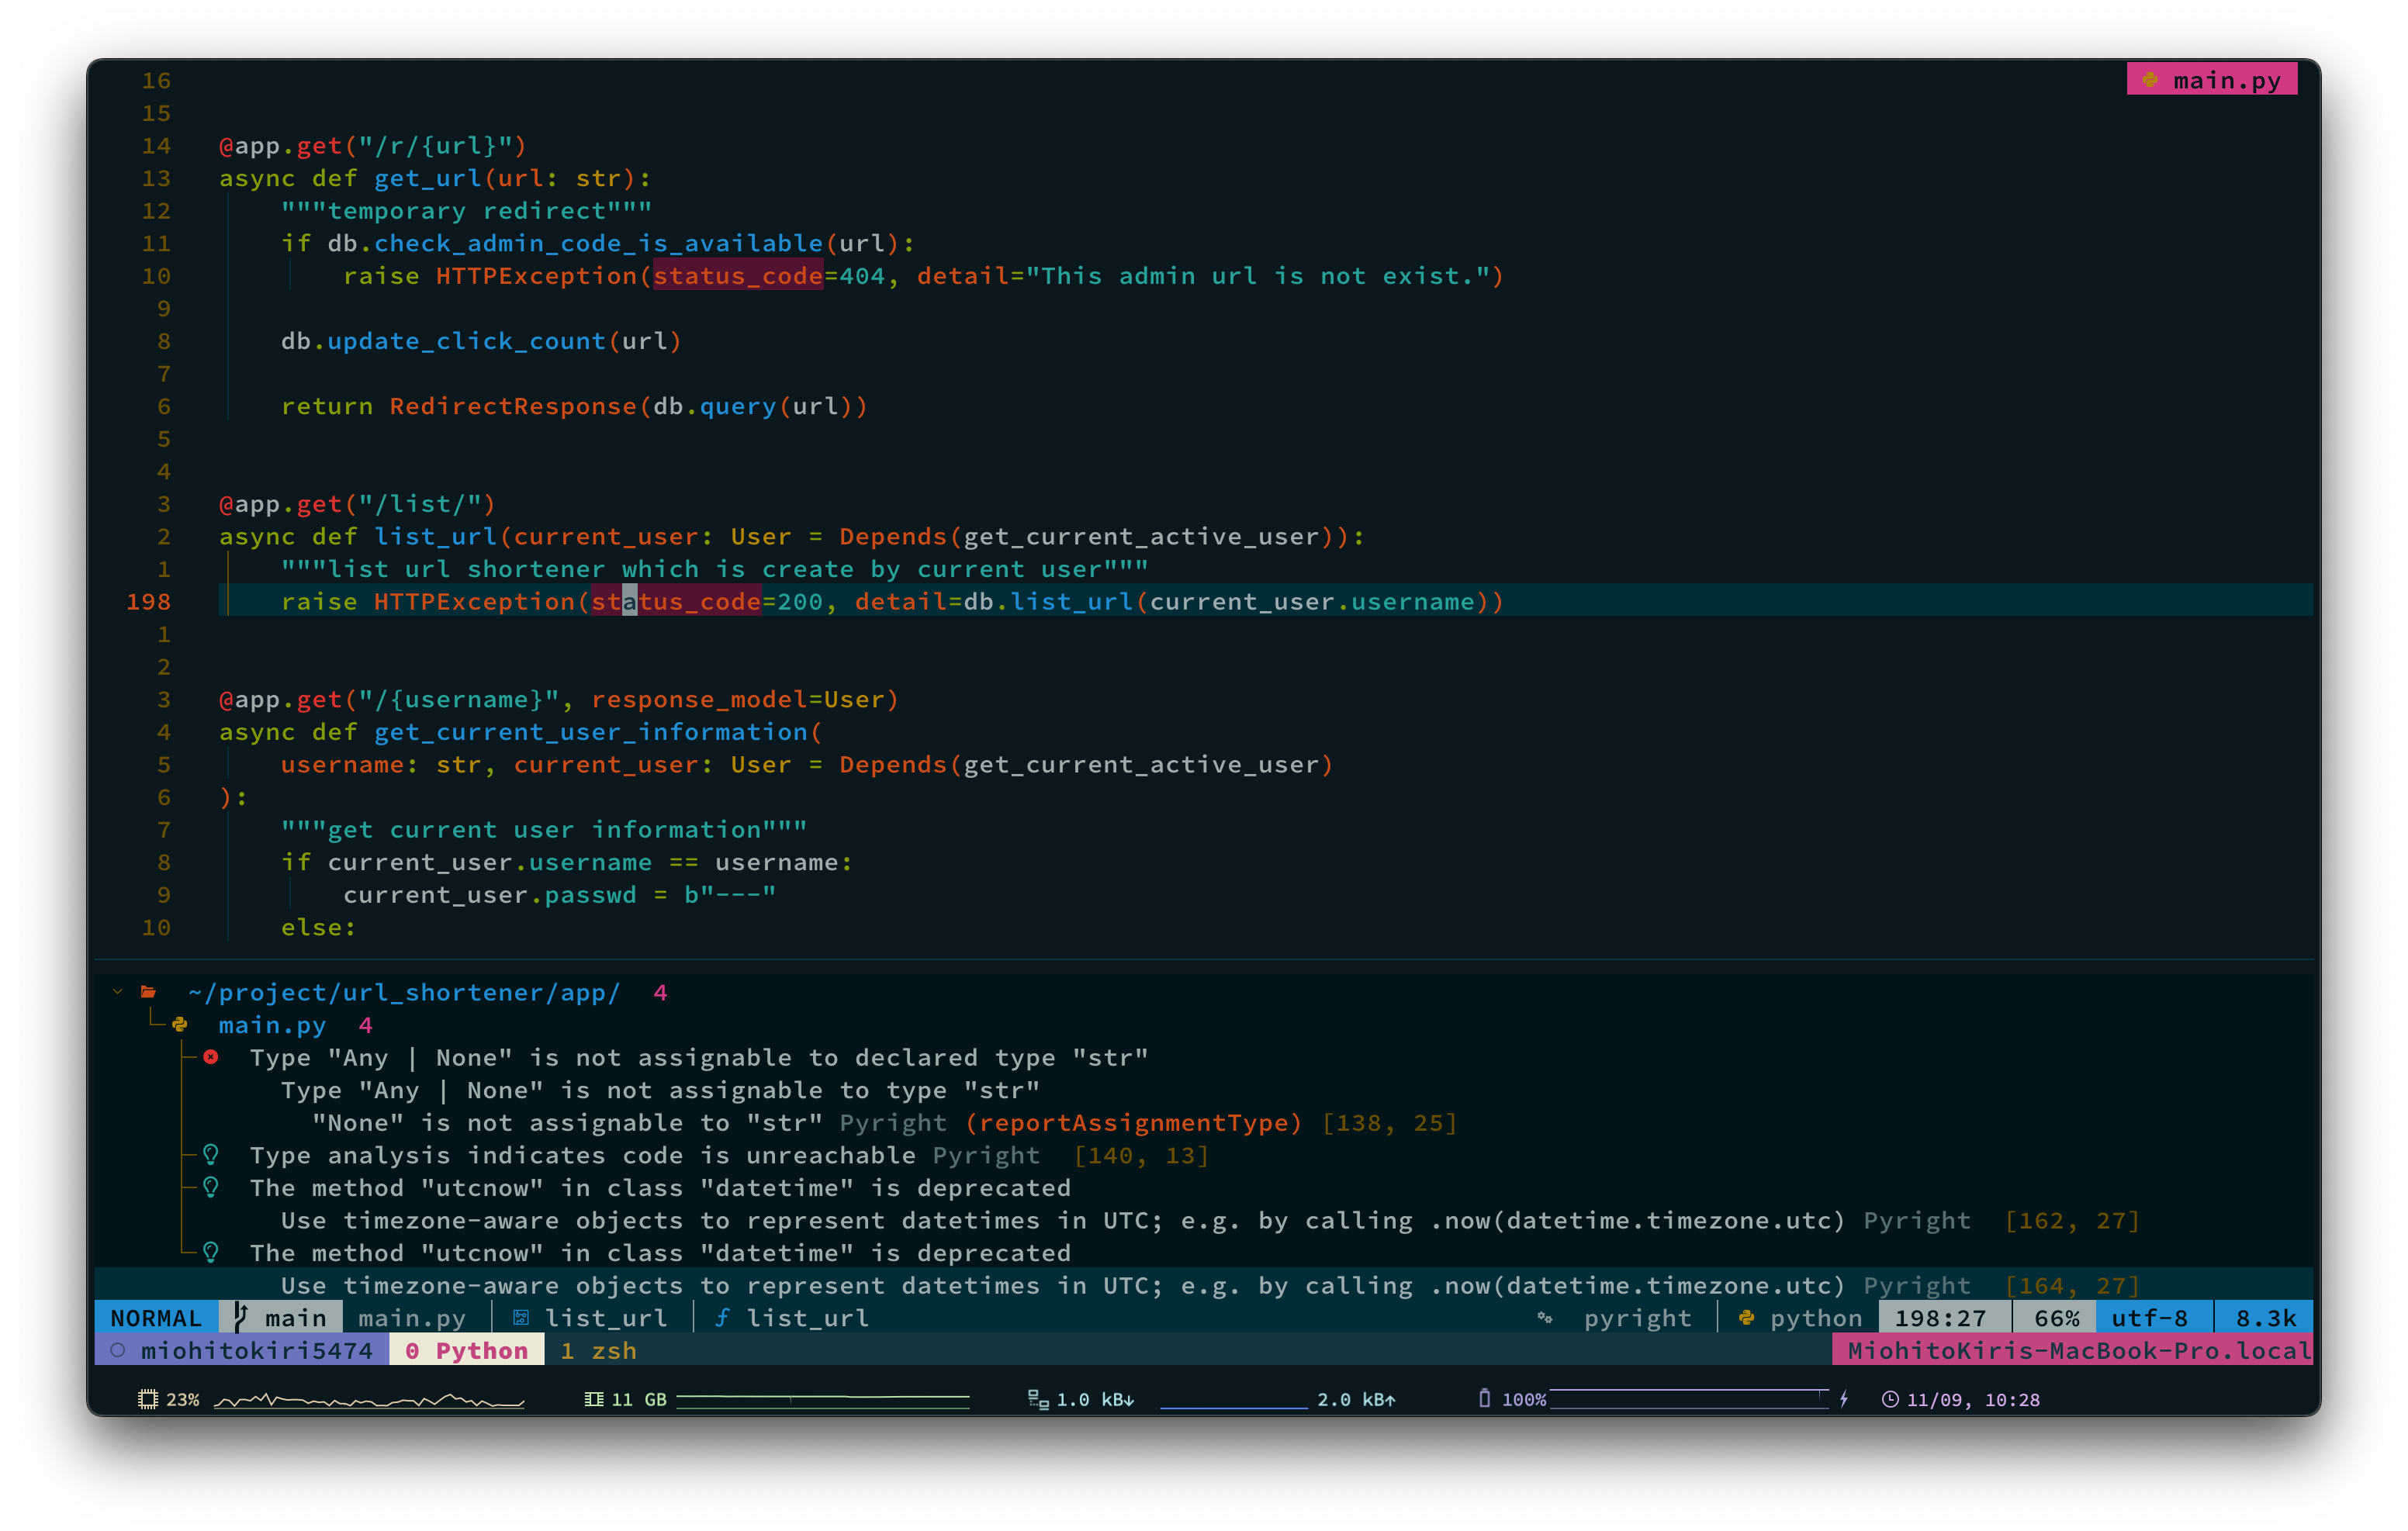 16 main.py
15
14 @app.get("/r/{url}")
13 async def get_url(url: str):
12 """temporary redirect"""
11 if db.check_admin_code_is_available(url):
10 raise HTTPException(status_code=404, detail="This admin url is not exist.")
9
8 db.update_click_count(url)
7
6 return RedirectResponse(db.query(url))
5
4
3 @app.get("/list/")
2 async def list_url(current_user: User = Depends(get_current_active_user)):
1 """list url shortener which is create by current user"""
198 raise HTTPException(status_code=200, detail=db.list_url(current_user.username))
1
2
3 @app.get("/{username}", response_model=User)
4 async def get_current_user_information(
5 username: str, current_user: User = Depends(get_current_active_user)
6 ):
7 """get current user information"""
8 if current_user.username == username:
9 current_user.passwd = b"---"
10 else:
~/project/url_shortener/app/ 4
main.py 4
Type "Any | None" is not assignable to declared type "str"
Type "Any | None" is not assignable to type "str"
"None" is not assignable to "str" Pyright (reportAssignmentType) [138, 25]
Type analysis indicates code is unreachable Pyright [140, 13]
The method "utcnow" in class "datetime" is deprecated
Use timezone-aware objects to represent datetimes in UTC; e.g. by calling .now(datetime.timezone.utc) Pyright [162, 27]
The method "utcnow" in class "datetime" is deprecated
Use timezone-aware objects to represent datetimes in UTC; e.g. by calling .now(datetime.timezone.utc) Pyright [164, 27]
NORMAL main main.py list_url list_url pyright python 198:27 66% utf-8 8.3k
miohitokiri5474 0 Python 1 zsh MiohitoKiris-MacBook-Pro.local
23% 11 GB 1.0 kB↓ 2.0 kB↑ 100% 11/09, 10:28